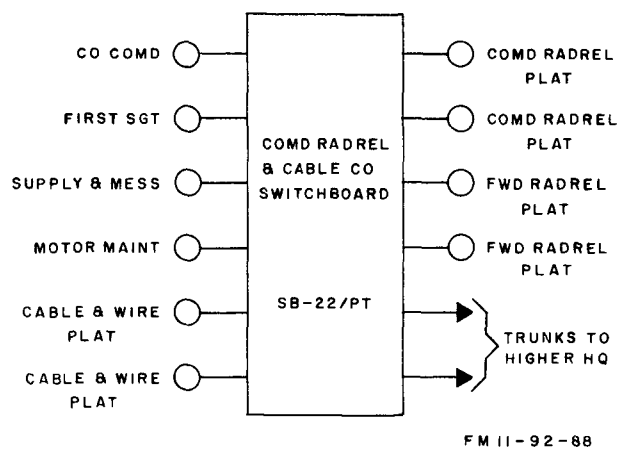 CO COMD
FIRST SGT
SUPPLY & MESS
MOTOR MAINT
CABLE & WIRE
PLAT
CABLE & WIRE
PLAT
COMD RADREL
& CABLE CO
SWITCHBOARD
SB-22/PT
COMD RADREL
PLAT
COMD RADREL
PLAT
FWD RADREL
PLAT
FWD RADREL
PLAT
TRUNKS TO
HIGHER HQ
FM 11-92-88